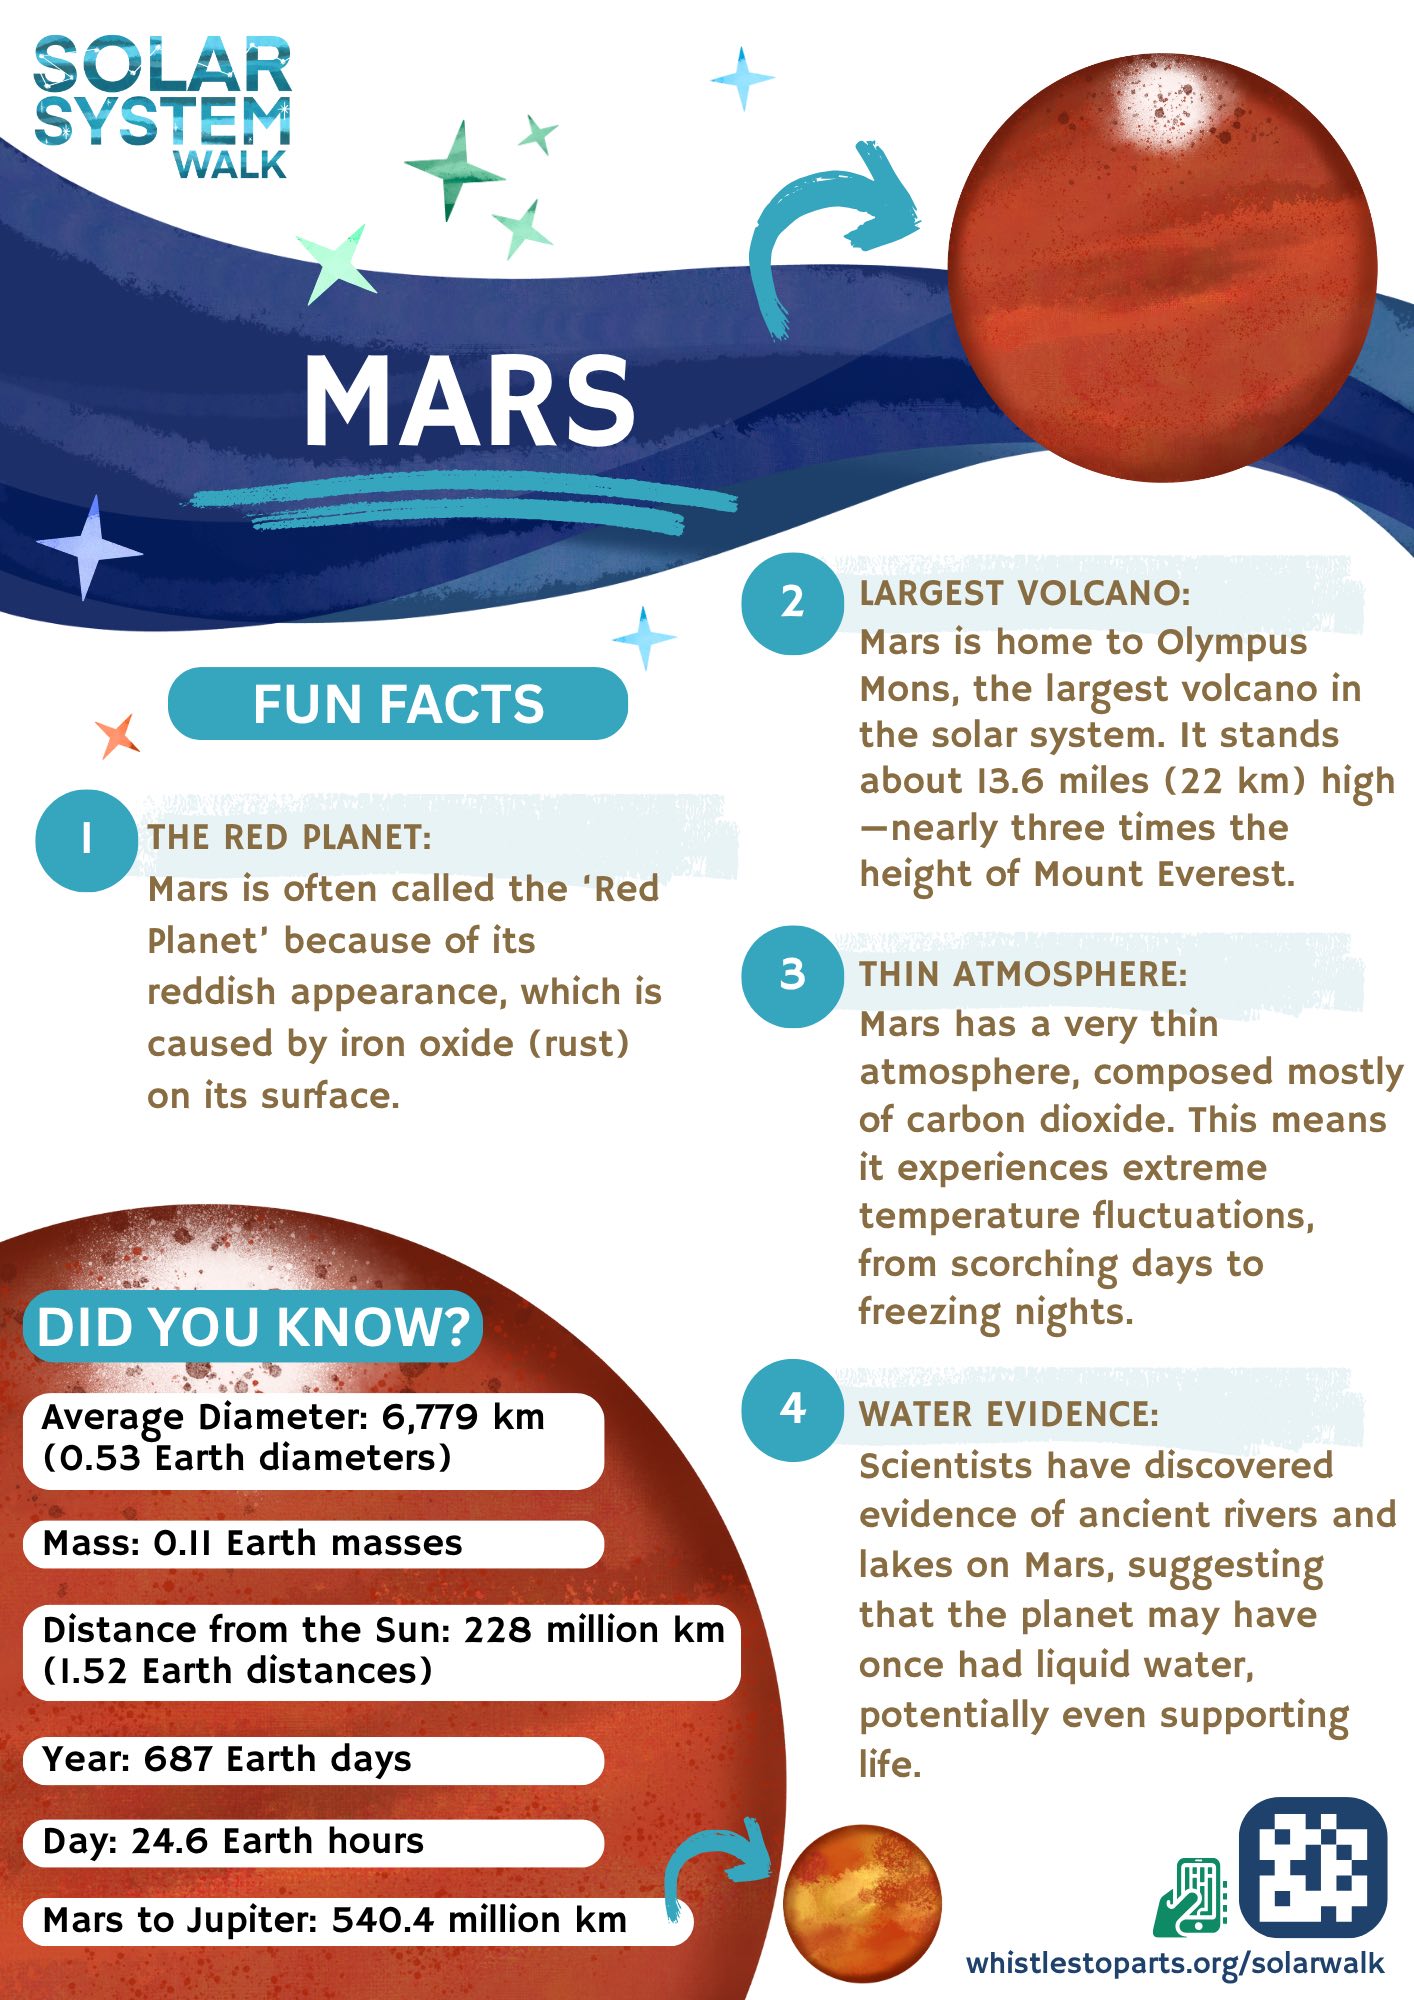 SOLAR
SYSTEM
WALK
MARS
FUN FACTS
1
THE RED PLANET:
Mars is often called the ‘Red
Planet’ because of its
reddish appearance, which is
caused by iron oxide (rust)
on its surface.
2
LARGEST VOLCANO:
Mars is home to Olympus
Mons, the largest volcano in
the solar system. It stands
about 13.6 miles (22 km) high
—nearly three times the
height of Mount Everest.
3
THIN ATMOSPHERE:
Mars has a very thin
atmosphere, composed mostly
of carbon dioxide. This means
it experiences extreme
temperature fluctuations,
from scorching days to
freezing nights.
4
WATER EVIDENCE:
Scientists have discovered
evidence of ancient rivers and
lakes on Mars, suggesting
that the planet may have
once had liquid water,
potentially even supporting
life.
DID YOU KNOW?
Average Diameter: 6,779 km
(0.53 Earth diameters)
Mass: 0.11 Earth masses
Distance from the Sun: 228 million km
(1.52 Earth distances)
Year: 687 Earth days
Day: 24.6 Earth hours
Mars to Jupiter: 540.4 million km
whistlestoparts.org/solarwalk